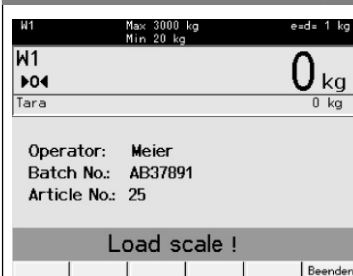 W1 Max 3000 kg e=d= 1 kg
Min 20 kg
W1
▸0◂ 0 kg
Tara 0 kg
Operator: Meier
Batch No.: AB37891
Article No.: 25
Load scale !
Beenden